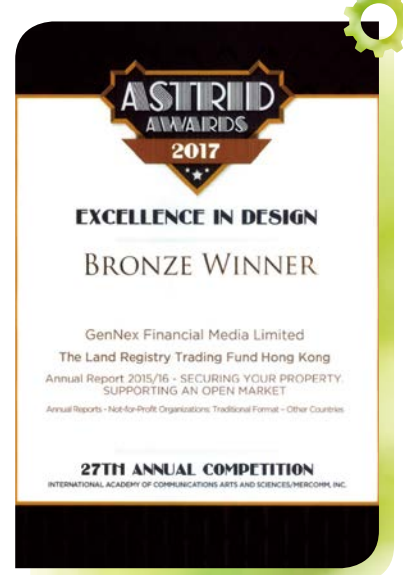 ASTRID
AWARDS
2017
EXCELLENCE IN DESIGN
BRONZE WINNER
GenNex Financial Media Limited
The Land Registry Trading Fund Hong Kong
Annual Report 2015/16 - SECURING YOUR PROPERTY.
SUPPORTING AN OPEN MARKET
Annual Reports - Not-for-Profit Organizations: Traditional Format – Other Countries
27TH ANNUAL COMPETITION
INTERNATIONAL ACADEMY OF COMMUNICATIONS ARTS AND SCIENCES/MERCOMM, INC.